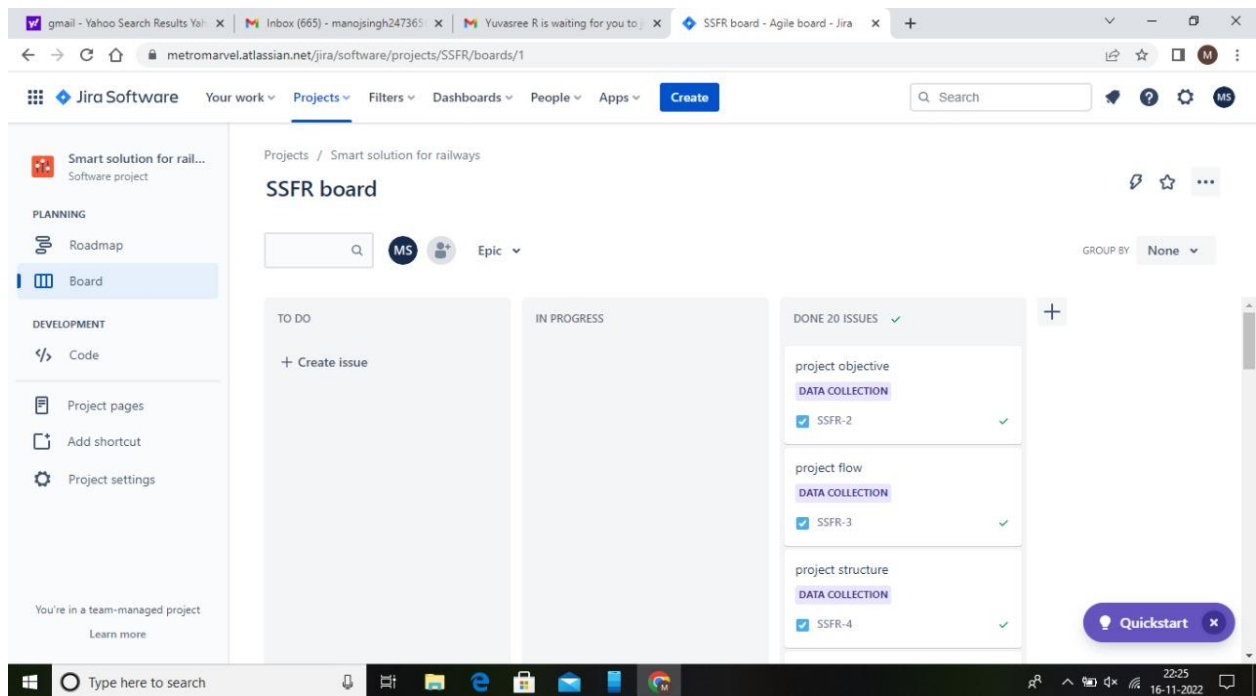 gmail - Yahoo Search Results Yah
Inbox (665) - manojsingh247365
Yuvasree R is waiting for you to j
SSFR board - Agile board - Jira
metromarvel.atlassian.net/jira/software/projects/SSFR/boards/1
M
Jira Software
Your work
Projects
Filters
Dashboards
People
Apps
Create
Search
MS
Smart solution for rail...
Software project
PLANNING
Roadmap
Board
DEVELOPMENT
Code
Project pages
Add shortcut
Project settings
You're in a team-managed project
Learn more
Projects / Smart solution for railways
SSFR board
MS
Epic
GROUP BY None
TO DO
+ Create issue
IN PROGRESS
DONE 20 ISSUES
project objective
DATA COLLECTION
SSFR-2
project flow
DATA COLLECTION
SSFR-3
project structure
DATA COLLECTION
SSFR-4
Quickstart
Type here to search
22:25
16-11-2022